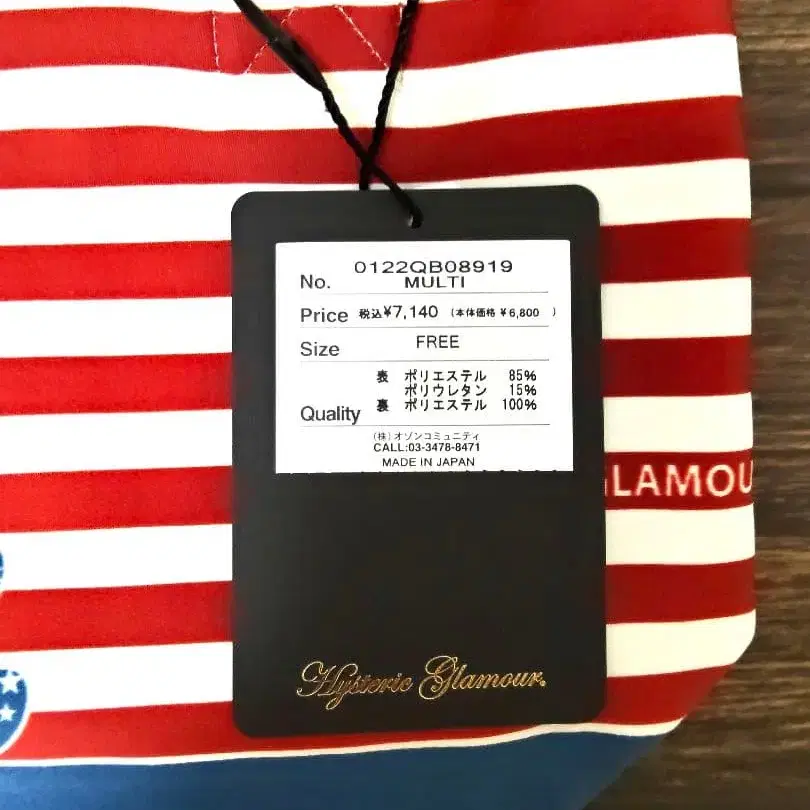 0122QB08919
No. MULTI
Price 税込¥7,140 (本体価格 ¥6,800 )
Size FREE
表 ポリエステル 85%
ポリウレタン 15%
Quality 裏 ポリエステル 100%
(株)オゾンコミュニティ
CALL:03-3478-8471
MADE IN JAPAN
LAMOU
Hysteric Glamour.